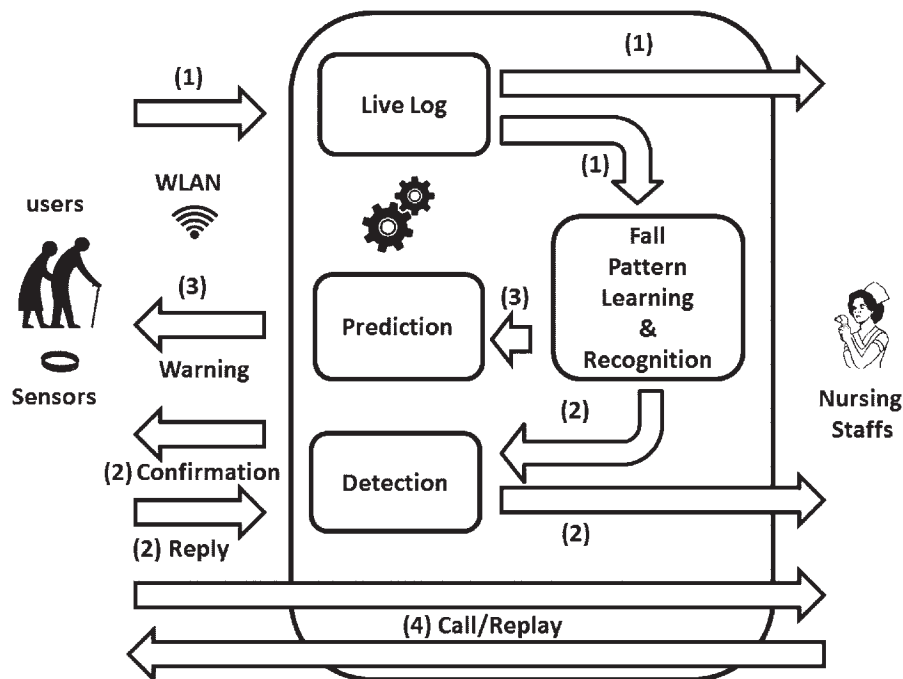 (1)
(1)
Live Log
(1)
WLAN
users
Fall
Pattern
Learning
&
Recognition
(3)
Prediction
(3)
Warning
Sensors
Nursing
Staffs
(2)
(2) Confirmation
Detection
(2)
(2) Reply
(4) Call/Replay